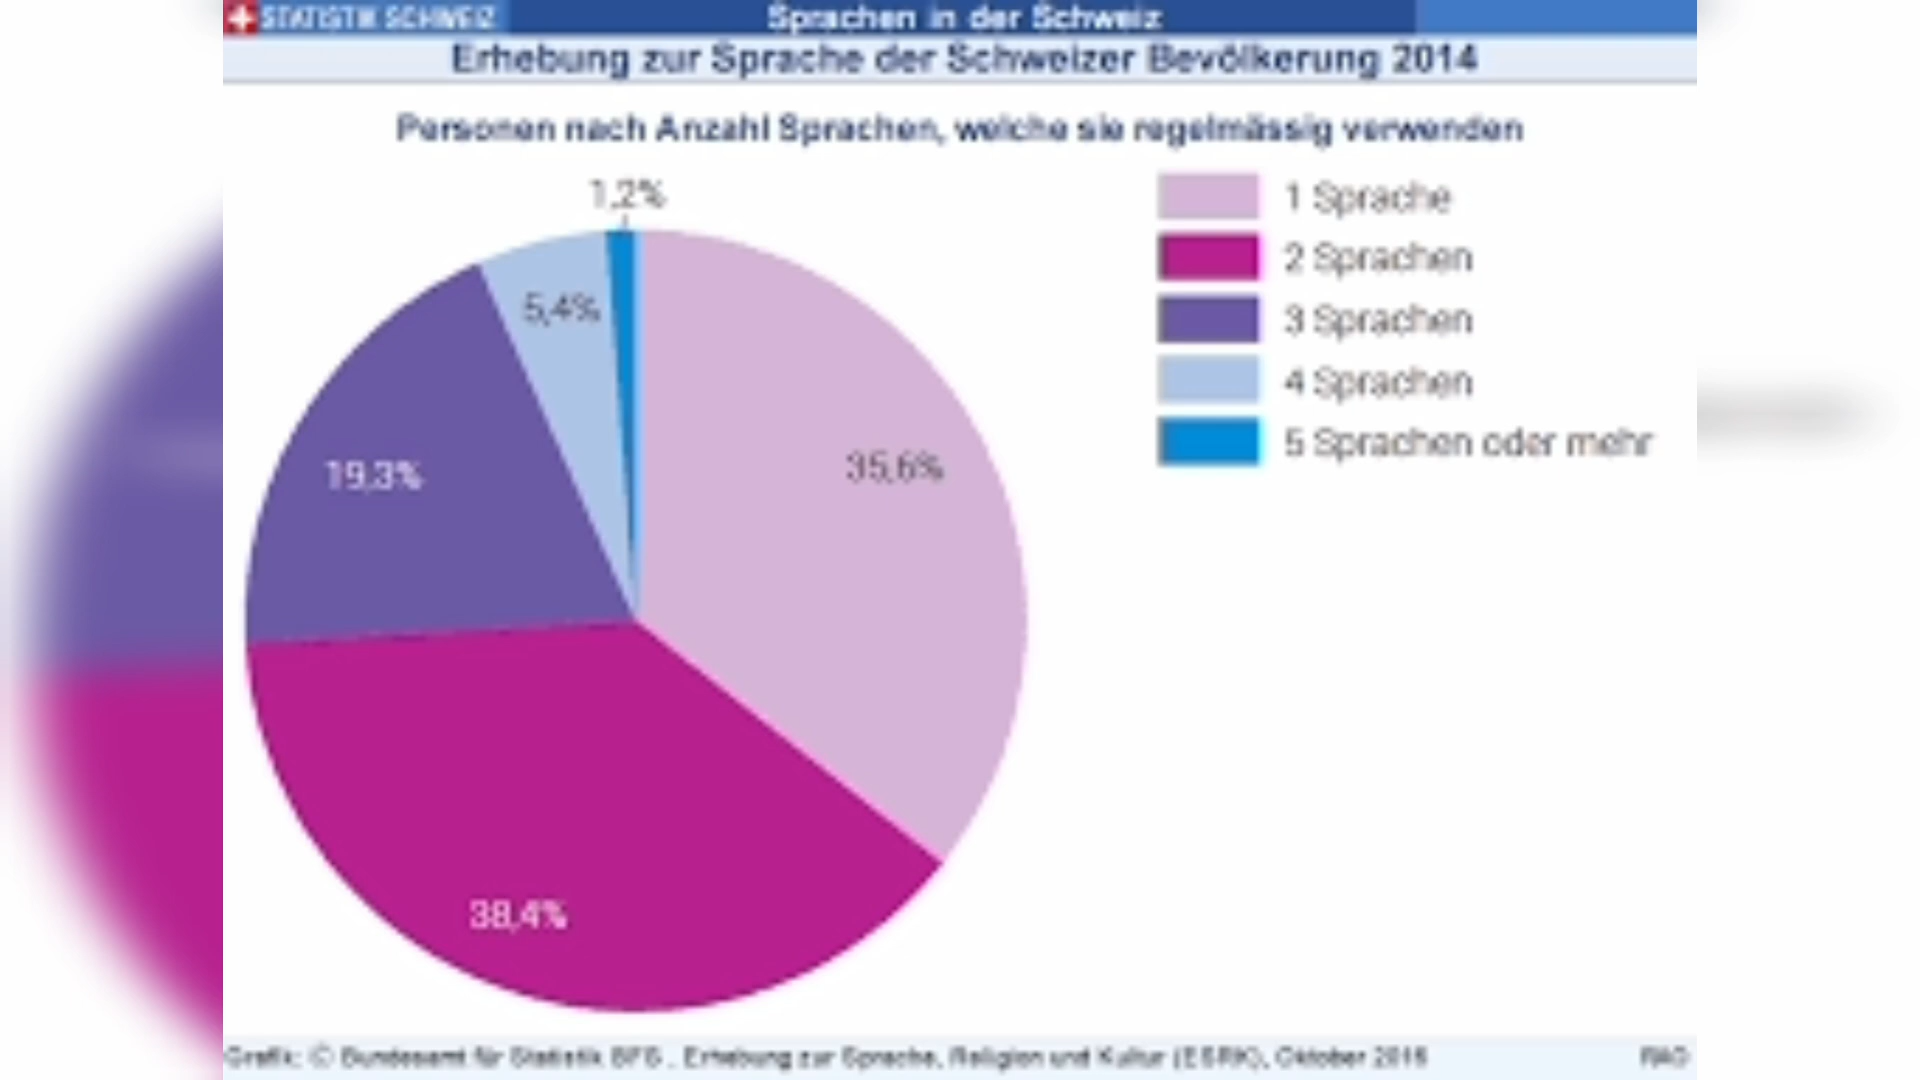 STATISTIK SCHWEIZ
Sprachen in der Schweiz
Erhebung zur Sprache der Schweizer Bevölkerung 2014
Personen nach Anzahl Sprachen, welche sie regelmässig verwenden
1,2%
5,4%
19,3%
35,6%
38,4%
1 Sprache
2 Sprachen
3 Sprachen
4 Sprachen
5 Sprachen oder mehr
Grafik: © Bundesamt für Statistik BFS . Erhebung zur Sprache, Religion und Kultur (ESRK), Oktober